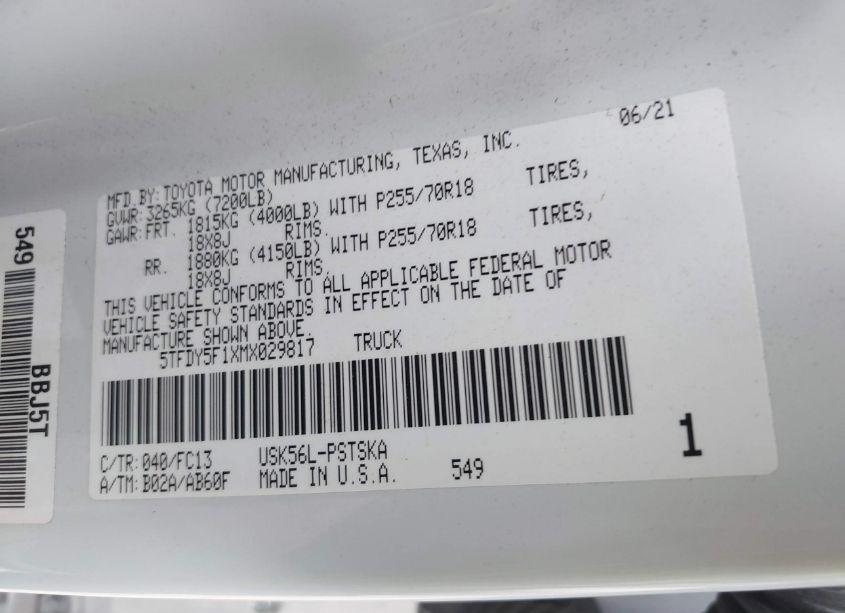 06/21
MFD.BY:TOYOTA MOTOR MANUFACTURING, TEXAS, INC.
GVWR:3265KG (7200LB)
GAWR:FRT. 1815KG (4000LB) WITH P255/70R18 TIRES,
18X8J RIMS.
RR. 1880KG (4150LB) WITH P255/70R18 TIRES,
18X8J RIMS.
THIS VEHICLE CONFORMS TO ALL APPLICABLE FEDERAL MOTOR
VEHICLE SAFETY STANDARDS IN EFFECT ON THE DATE OF
MANUFACTURE SHOWN ABOVE.
5TFDY5F1XMX029817 TRUCK
C/TR:040/FC13 USK56L-PSTSKA
A/TM:B02A/AB60F MADE IN U.S.A. 549
1
549
BBJ5T